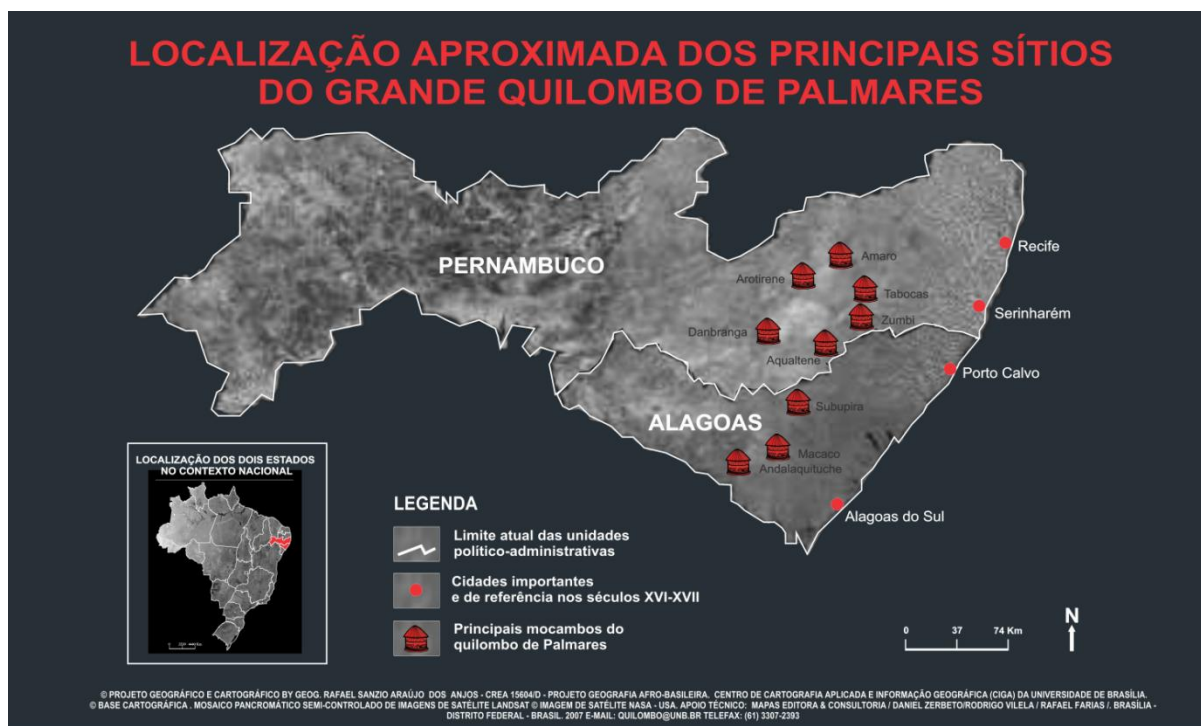 LOCALIZAÇÃO APROXIMADA DOS PRINCIPAIS SÍTIOS
DO GRANDE QUILOMBO DE PALMARES
PERNAMBUCO
Recife
Amaro
Arotirene
Tabocas
Serinharém
Zumbi
Danbranga
Aqualtene
Porto Calvo
Subupira
ALAGOAS
Macaco
Andalaquituche
Alagoas do Sul
LOCALIZAÇÃO DOS DOIS ESTADOS
NO CONTEXTO NACIONAL
LEGENDA
Limite atual das unidades
político-administrativas
Cidades importantes
e de referência nos séculos XVI-XVII
Principais mocambos do
quilombo de Palmares
0 37 74 Km
N
© PROJETO GEOGRÁFICO E CARTOGRÁFICO BY GEOG. RAFAEL SANZIO ARAÚJO DOS ANJOS - CREA 15604/D - PROJETO GEOGRAFIA AFRO-BASILEIRA. CENTRO DE CARTOGRAFIA APLICADA E INFORMAÇÃO GEOGRÁFICA (CIGA) DA UNIVERSIDADE DE BRASÍLIA.
© BASE CARTOGRÁFICA . MOSAICO PANCROMÁTICO SEMI-CONTROLADO DE IMAGENS DE SATÉLITE LANDSAT © IMAGEM DE SATÉLITE NASA - USA. APOIO TÉCNICO: MAPAS EDITORA & CONSULTORIA / DANIEL ZERBETO/RODRIGO VILELA / RAFAEL FARIAS /. BRASÍLIA -
DISTRITO FEDERAL - BRASIL. 2007 E-MAIL: QUILOMBO@UNB.BR TELEFAX: (61) 3307-2393